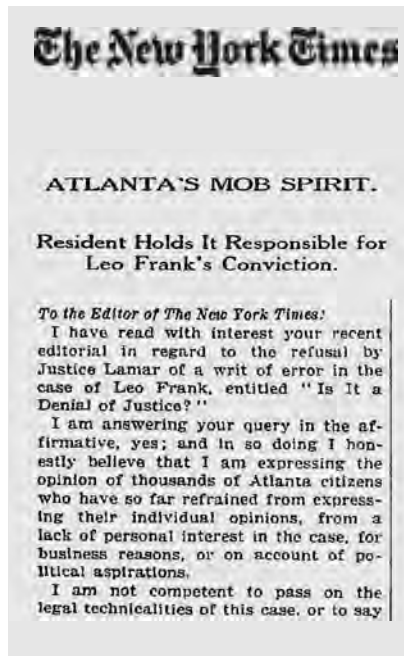 The New York Times
ATLANTA'S MOB SPIRIT.
Resident Holds It Responsible for
Leo Frank's Conviction.
To the Editor of The New York Times:
I have read with interest your recent
editorial in regard to the refusal by
Justice Lamar of a writ of error in the
case of Leo Frank, entitled "Is It a
Denial of Justice?"
I am answering your query in the af-
firmative, yes; and in so doing I hon-
estly believe that I am expressing the
opinion of thousands of Atlanta citizens
who have so far refrained from express-
ing their individual opinions, from a
lack of personal interest in the case, for
business reasons, or on account of po-
litical aspirations.
I am not competent to pass on the
legal technicalities of this case, or to say